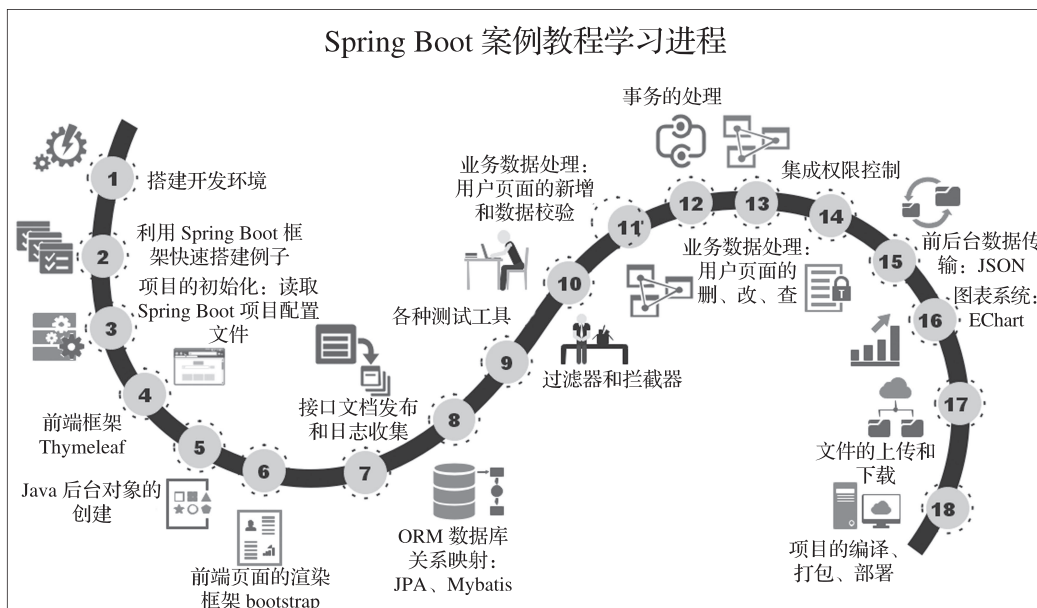 Spring Boot 案例教程学习进程
1
搭建开发环境
2
利用 Spring Boot 框
架快速搭建例子
3
项目的初始化：读取
Spring Boot 项目配置
文件
4
前端框架
Thymeleaf
5
Java 后台对象的
创建
6
前端页面的渲染
框架 bootstrap
7
接口文档发布
和日志收集
8
ORM 数据库
关系映射：
JPA、Mybatis
9
各种测试工具
10
过滤器和拦截器
11
业务数据处理：
用户页面的新增
和数据校验
12
事务的处理
13
业务数据处理：
用户页面的
删、改、查
14
集成权限控制
15
前后台数据传
输：JSON
16
图表系统：
EChart
17
文件的上传和
下载
18
项目的编译、
打包、部署